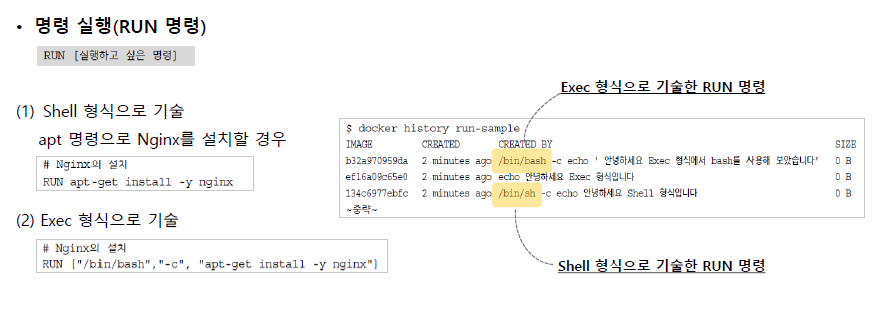 • 명령 실행(RUN 명령)
RUN [실행하고 싶은 명령]
(1) Shell 형식으로 기술
apt 명령으로 Nginx를 설치할 경우
# Nginx의 설치
RUN apt-get install -y nginx
(2) Exec 형식으로 기술
# Nginx의 설치
RUN ["/bin/bash","-c", "apt-get install -y nginx"]
Exec 형식으로 기술한 RUN 명령
$ docker history run-sample
IMAGE CREATED CREATED BY SIZE
b32a970959da 2 minutes ago /bin/bash -c echo ' 안녕하세요 Exec 형식에서 bash를 사용해 보았습니다' 0 B
ef16a09c65e0 2 minutes ago echo 안녕하세요 Exec 형식입니다 0 B
134c6977ebfc 2 minutes ago /bin/sh -c echo 안녕하세요 Shell 형식입니다 0 B
~중략~
Shell 형식으로 기술한 RUN 명령